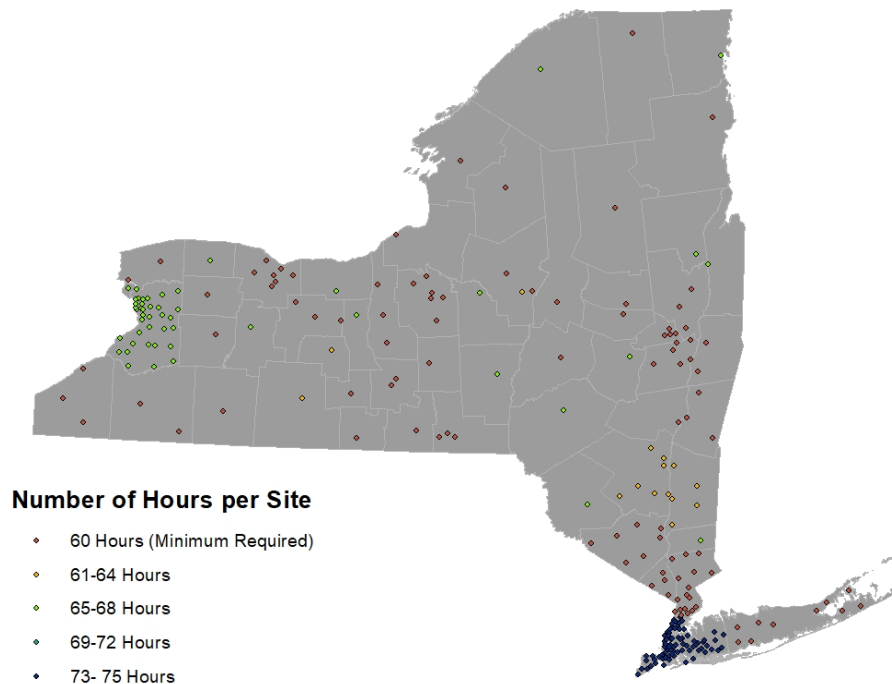 Number of Hours per Site
60 Hours (Minimum Required)
61-64 Hours
65-68 Hours
69-72 Hours
73- 75 Hours